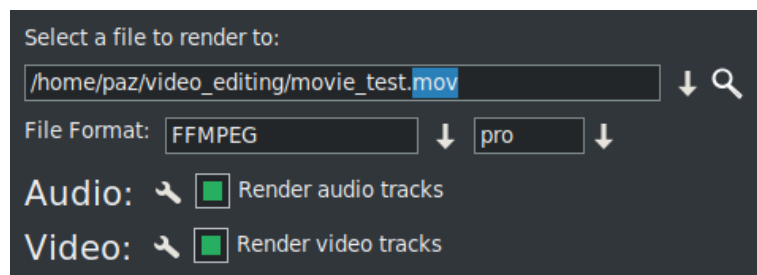 Select a file to render to:
/home/paz/video_editing/movie_test.mov
File Format: FFMPEG pro
Audio: Render audio tracks
Video: Render video tracks